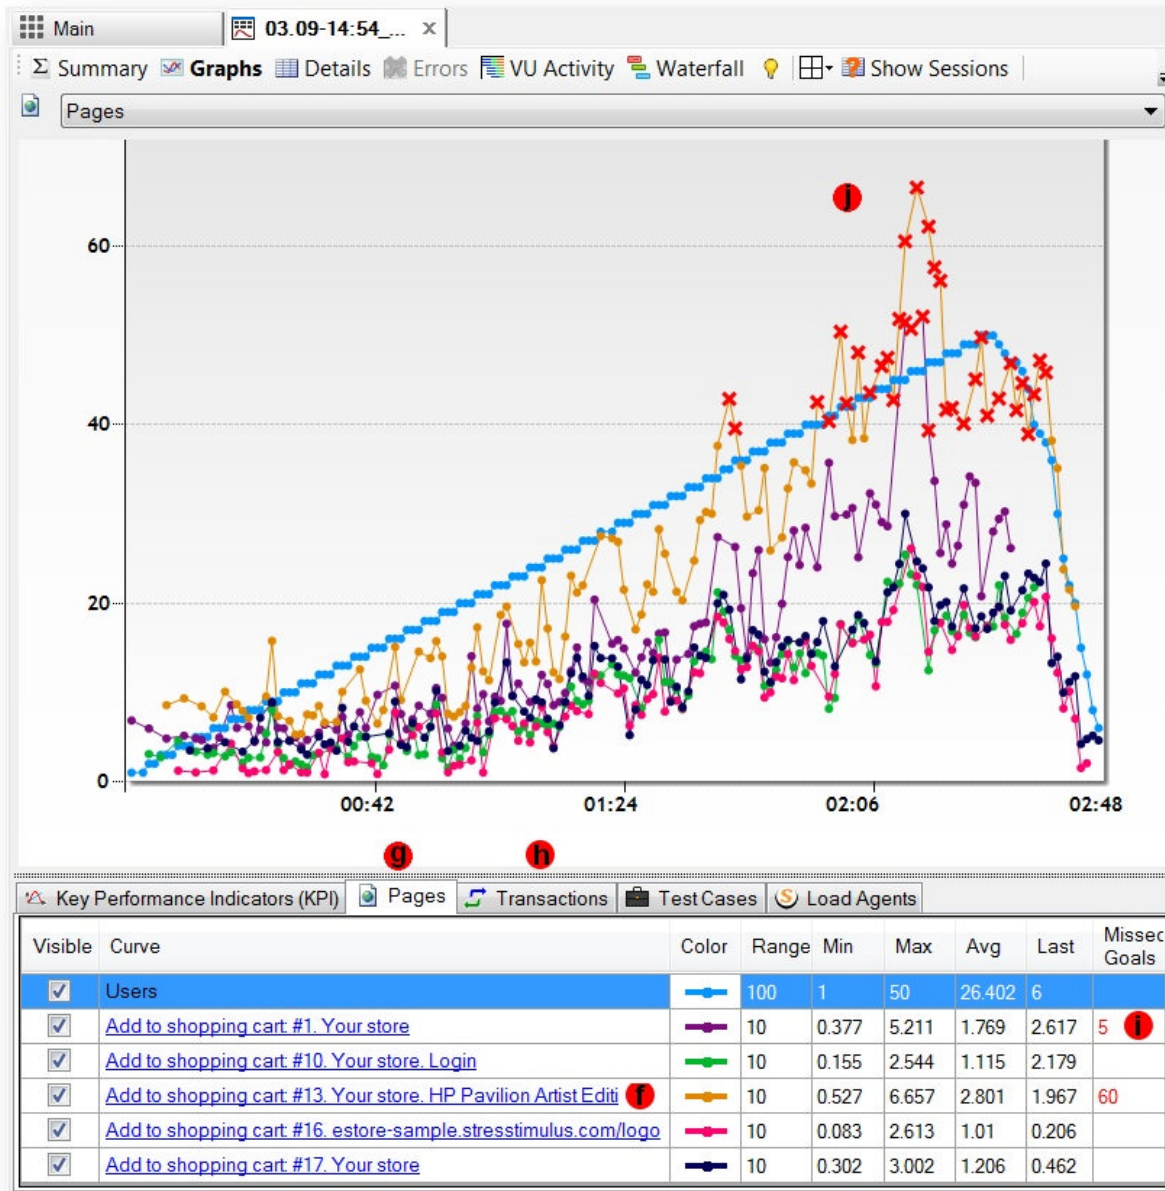 Main 03.09-14:54_... x
Σ Summary Graphs Details Errors VU Activity Waterfall Show Sessions
Pages
j
60
40
20
0
00:42 01:24 02:06 02:48
g h
Key Performance Indicators (KPI) Pages Transactions Test Cases Load Agents
Visible Curve Color Range Min Max Avg Last Missed Goals
Users 100 1 50 26.402 6
Add to shopping cart: #1. Your store 10 0.377 5.211 1.769 2.617 5 i
Add to shopping cart: #10. Your store. Login 10 0.155 2.544 1.115 2.179
Add to shopping cart: #13. Your store. HP Pavilion Artist Editi f 10 0.527 6.657 2.801 1.967 60
Add to shopping cart: #16. estore-sample.stresstimulus.com/logo 10 0.083 2.613 1.01 0.206
Add to shopping cart: #17. Your store 10 0.302 3.002 1.206 0.462